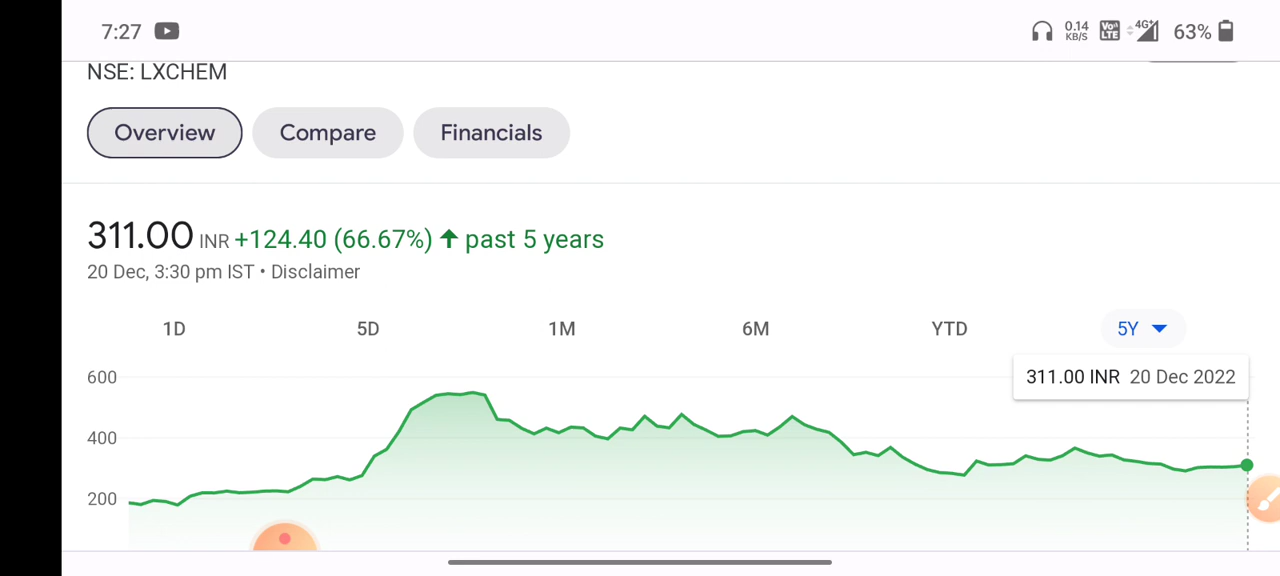 7:27 0.14 KB/S VoD LTE 4G+ 63%
NSE: LXCHEM
Overview Compare Financials
311.00 INR +124.40 (66.67%) ↑ past 5 years
20 Dec, 3:30 pm IST • Disclaimer
1D 5D 1M 6M YTD 5Y
600
311.00 INR 20 Dec 2022
400
200